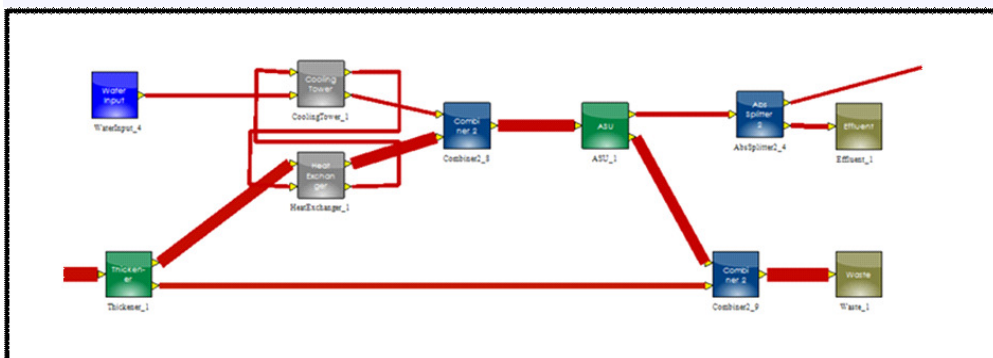 Water
Input
WaterInput_4
Cooling
Tower
CoolingTower_1
Heat
Exchan
ger
HeatExchanger_1
Combi
ner 2
Combiner2_8
ASU
ASU_1
Abs
Splitter
2
AbsSplitter2_4
Effluent
Effluent_1
Thicken-
er
Thickener_1
Combi
ner 2
Combiner2_9
Waste
Waste_1